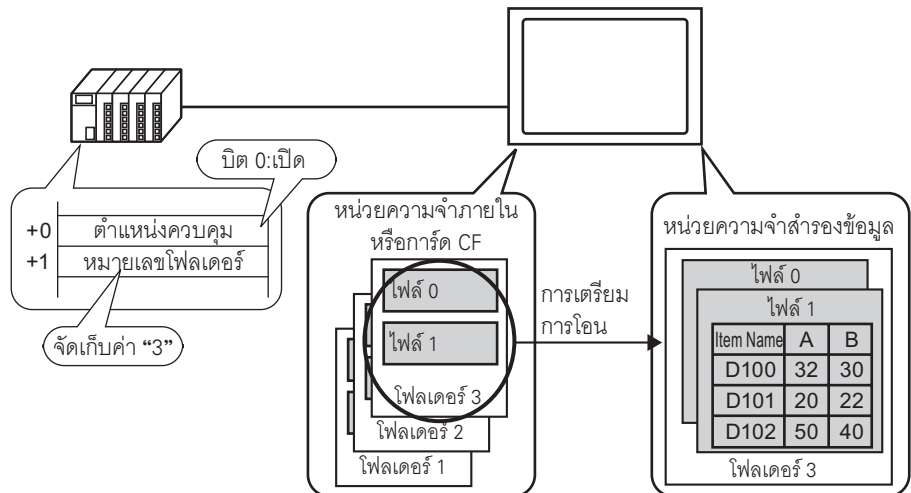 บิต 0:เปิด
+0 ตำแหน่งควบคุม
+1 หมายเลขโฟลเดอร์
จัดเก็บค่า “3”
หน่วยความจำภายใน
หรือการ์ด CF
ไฟล์ 0
ไฟล์ 1
โฟลเดอร์ 3
โฟลเดอร์ 2
โฟลเดอร์ 1
การเตรียม
การโอน
หน่วยความจำสำรองข้อมูล
ไฟล์ 0
ไฟล์ 1
Item Name A B
D100 32 30
D101 20 22
D102 50 40
โฟลเดอร์ 3